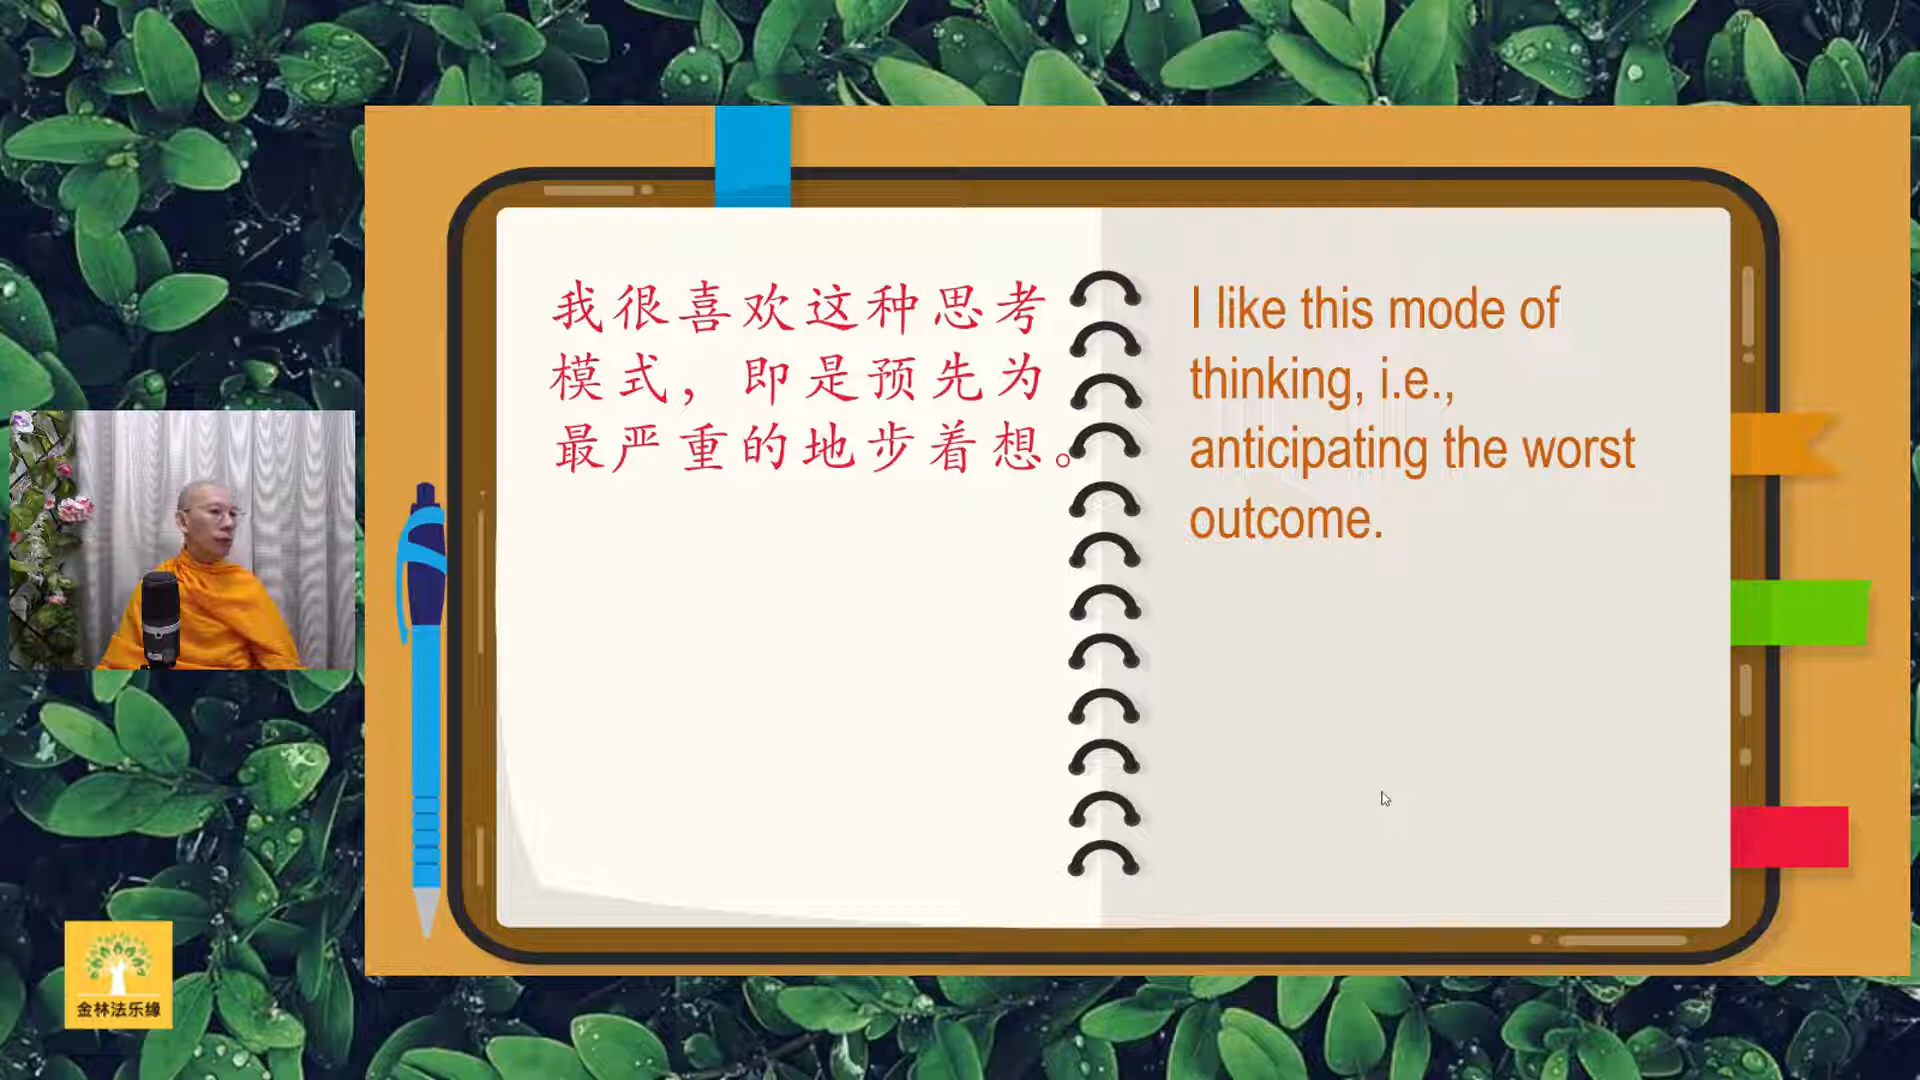 我很喜欢这种思考
模式，即是预先为
最严重的地步着想。
I like this mode of
thinking, i.e.,
anticipating the worst
outcome.
金林法乐缘